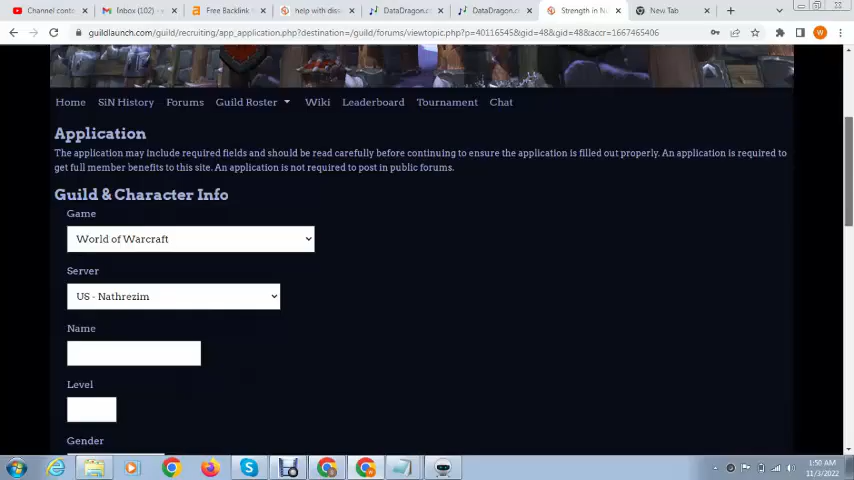 Channel conte
Inbox (102) -
Free Backlink
help with diss
DataDragon.co
DataDragon.c
Strength in N
New Tab
guildlaunch.com/guild/recruiting/app_application.php?destination=/guild/forums/viewtopic.php?p=40116545&gid=48&gid=48&accr=1667465406
Home SiN History Forums Guild Roster Wiki Leaderboard Tournament Chat
Application
The application may include required fields and should be read carefully before continuing to ensure the application is filled out properly. An application is required to
get full member benefits to this site. An application is not required to post in public forums.
Guild & Character Info
Game
World of Warcraft
Server
US - Nathrezim
Name
Level
Gender
1:50 AM
11/3/2022